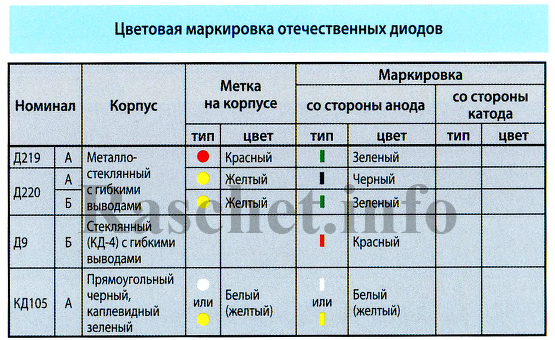 Цветовая маркировка отечественных диодов
Номинал Корпус Метка на корпусе Маркировка
со стороны анода со стороны катода
тип цвет тип цвет тип цвет
Д219 А Металло-стеклянный с гибкими выводами Красный Зеленый
Д220 А Желтый Черный
Б Желтый Зеленый
Д9 Б Стеклянный (КД-4) с гибкими выводами Красный
КД105 А Прямоугольный черный, каплевидный зеленый или Белый (желтый) или Белый (желтый)
Raschet.info